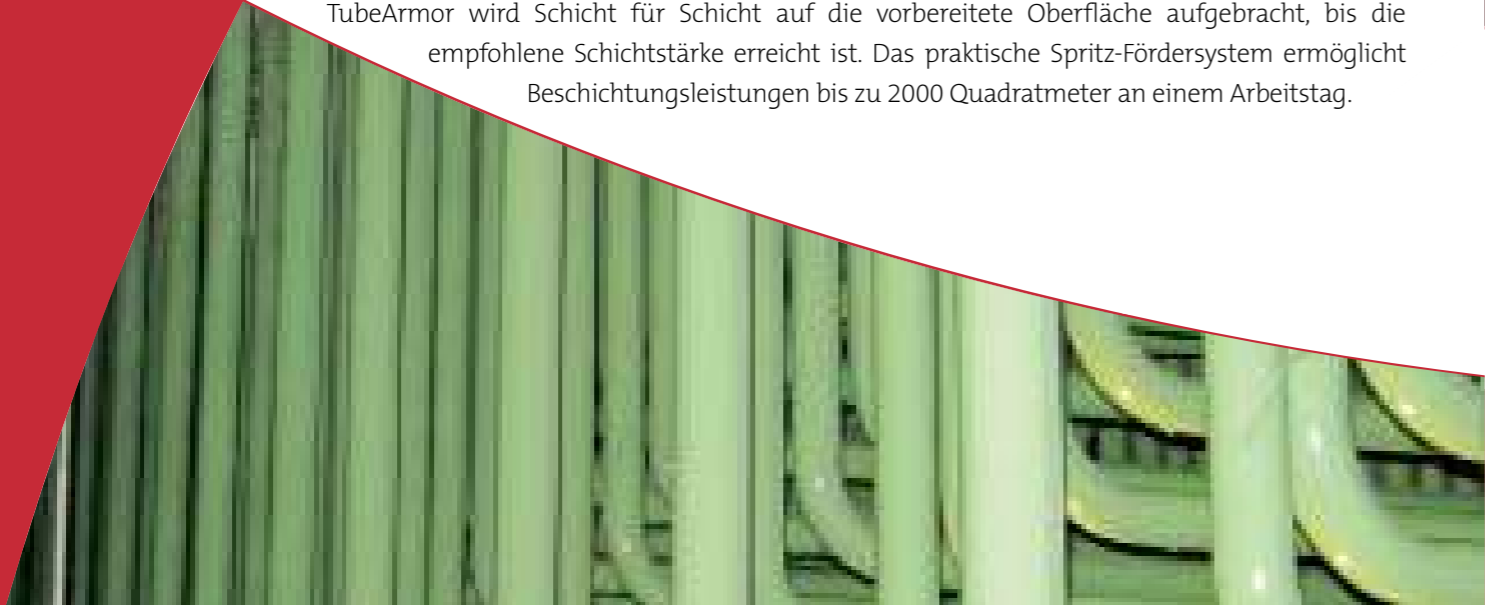 TubeArmor wird Schicht für Schicht auf die vorbereitete Oberfläche aufgebracht, bis die
empfohlene Schichtstärke erreicht ist. Das praktische Spritz-Fördersystem ermöglicht
Beschichtungsleistungen bis zu 2000 Quadratmeter an einem Arbeitstag.